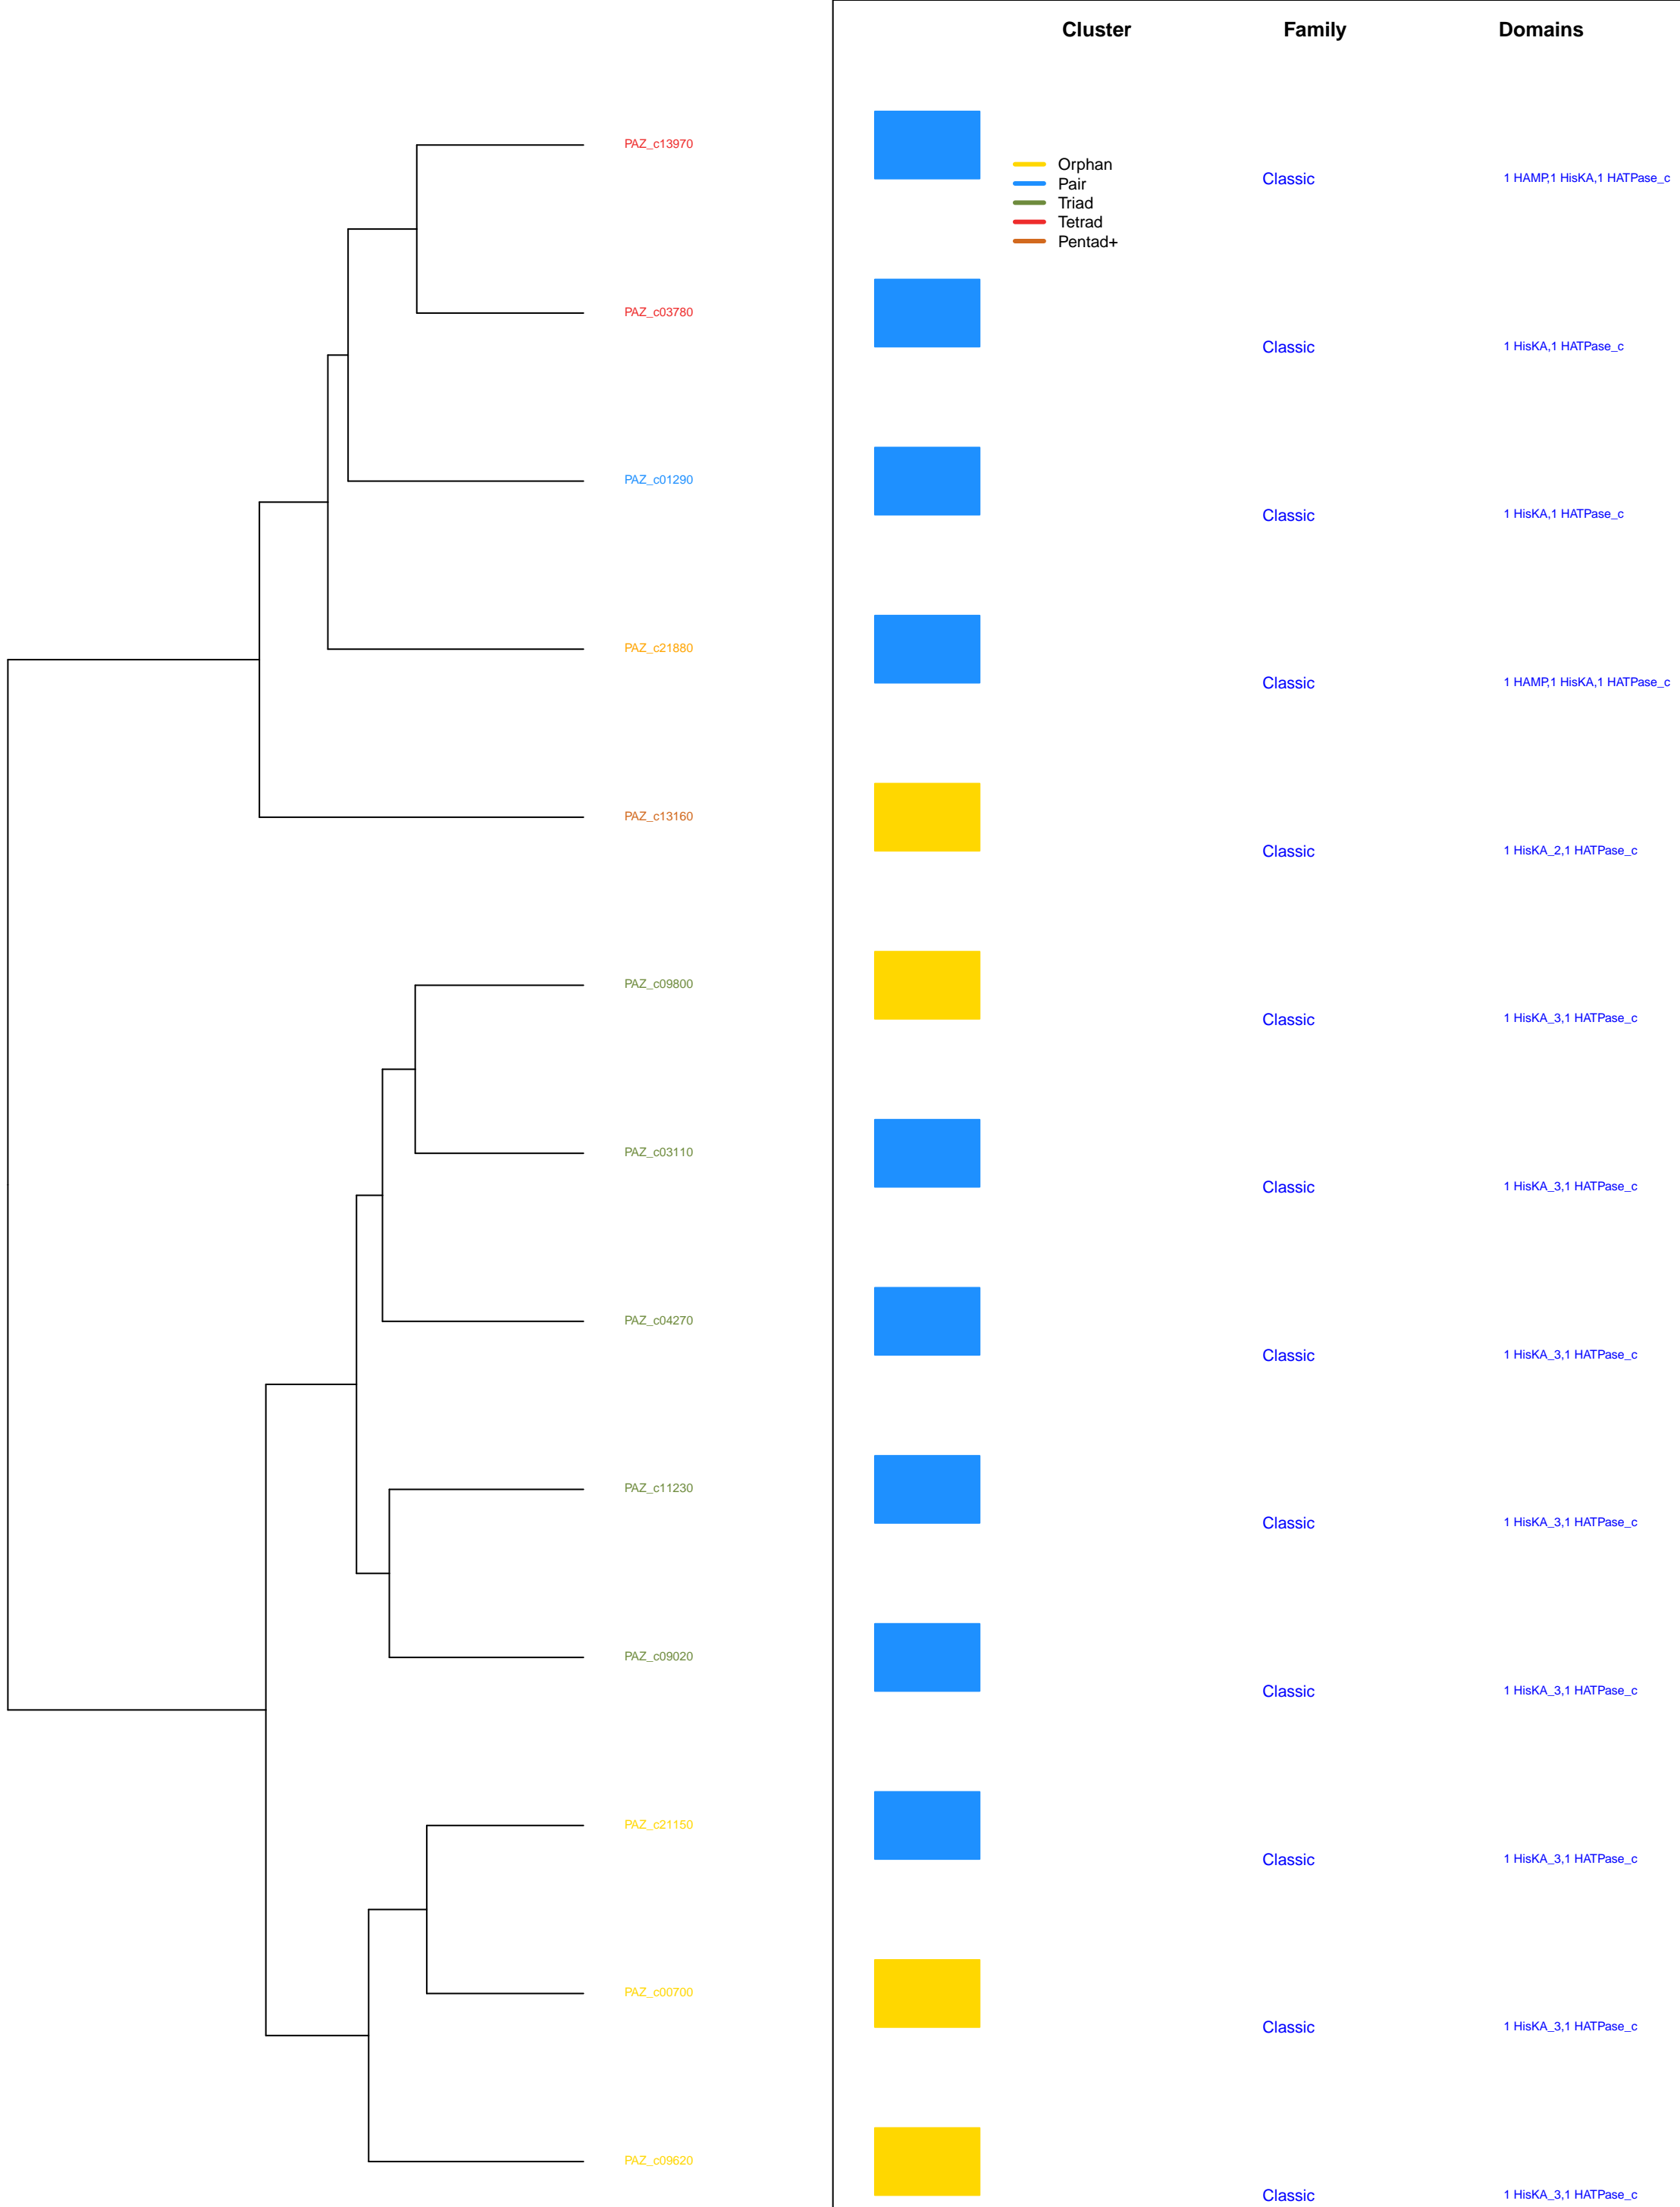 Cluster Family Domains
PAZ_c13970
Orphan
Pair
Triad
Tetrad
Pentad+
Classic 1 HAMP,1 HisKA,1 HATPase_c
PAZ_c03780
Classic 1 HisKA,1 HATPase_c
PAZ_c01290
Classic 1 HisKA,1 HATPase_c
PAZ_c21880
Classic 1 HAMP,1 HisKA,1 HATPase_c
PAZ_c13160
Classic 1 HisKA_2,1 HATPase_c
PAZ_c09800
Classic 1 HisKA_3,1 HATPase_c
PAZ_c03110
Classic 1 HisKA_3,1 HATPase_c
PAZ_c04270
Classic 1 HisKA_3,1 HATPase_c
PAZ_c11230
Classic 1 HisKA_3,1 HATPase_c
PAZ_c09020
Classic 1 HisKA_3,1 HATPase_c
PAZ_c21150
Classic 1 HisKA_3,1 HATPase_c
PAZ_c00700
Classic 1 HisKA_3,1 HATPase_c
PAZ_c09620
Classic 1 HisKA_3,1 HATPase_c